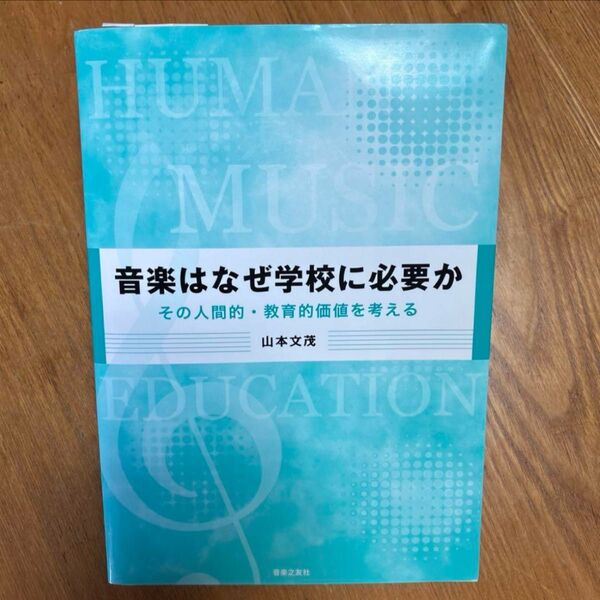 HUMAN
MUSIC
音楽はなぜ学校に必要か
その人間的・教育的価値を考える
山本文茂
EDUCATION
音楽之友社